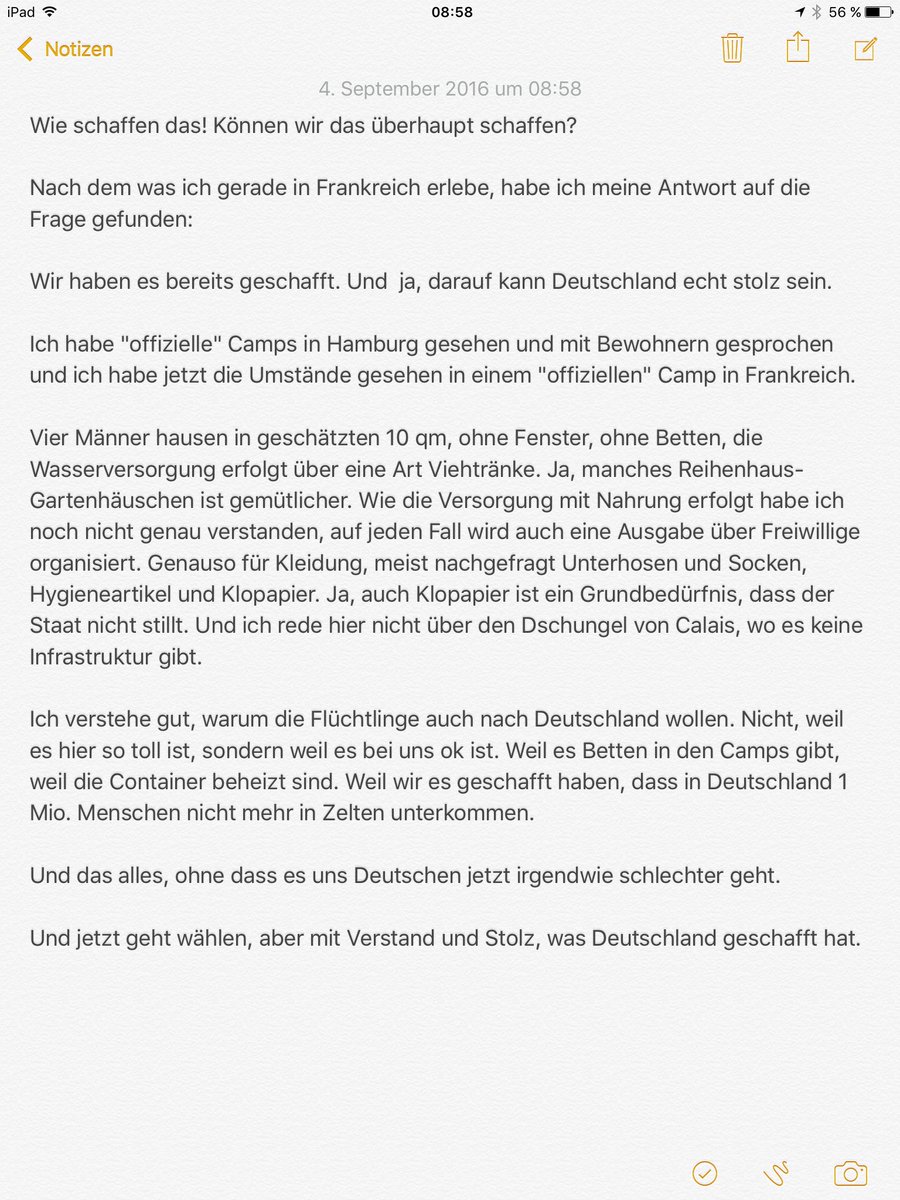 iPad 08:58 56 %
Notizen
4. September 2016 um 08:58
Wie schaffen das! Können wir das überhaupt schaffen?
Nach dem was ich gerade in Frankreich erlebe, habe ich meine Antwort auf die
Frage gefunden:
Wir haben es bereits geschafft. Und  ja, darauf kann Deutschland echt stolz sein.
Ich habe "offizielle" Camps in Hamburg gesehen und mit Bewohnern gesprochen
und ich habe jetzt die Umstände gesehen in einem "offiziellen" Camp in Frankreich.
Vier Männer hausen in geschätzten 10 qm, ohne Fenster, ohne Betten, die
Wasserversorgung erfolgt über eine Art Viehtränke. Ja, manches Reihenhaus-
Gartenhäuschen ist gemütlicher. Wie die Versorgung mit Nahrung erfolgt habe ich
noch nicht genau verstanden, auf jeden Fall wird auch eine Ausgabe über Freiwillige
organisiert. Genauso für Kleidung, meist nachgefragt Unterhosen und Socken,
Hygieneartikel und Klopapier. Ja, auch Klopapier ist ein Grundbedürfnis, dass der
Staat nicht stillt. Und ich rede hier nicht über den Dschungel von Calais, wo es keine
Infrastruktur gibt.
Ich verstehe gut, warum die Flüchtlinge auch nach Deutschland wollen. Nicht, weil
es hier so toll ist, sondern weil es bei uns ok ist. Weil es Betten in den Camps gibt,
weil die Container beheizt sind. Weil wir es geschafft haben, dass in Deutschland 1
Mio. Menschen nicht mehr in Zelten unterkommen.
Und das alles, ohne dass es uns Deutschen jetzt irgendwie schlechter geht.
Und jetzt geht wählen, aber mit Verstand und Stolz, was Deutschland geschafft hat.